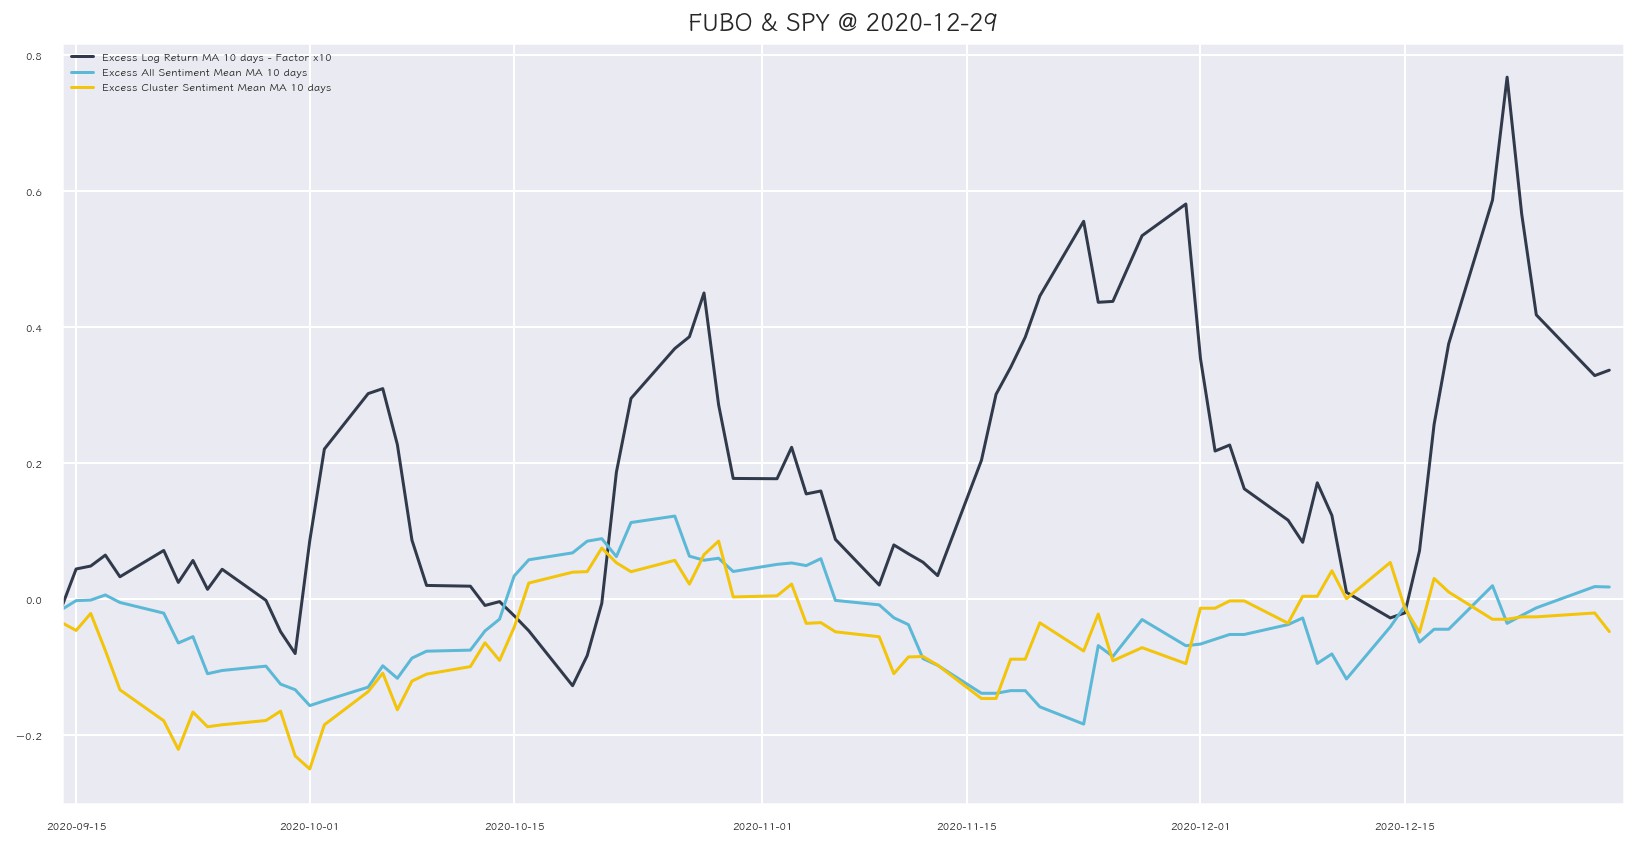 FUBO & SPY @ 2020-12-29
Excess Log Return MA 10 days - Factor x10
Excess All Sentiment Mean MA 10 days
Excess Cluster Sentiment Mean MA 10 days
0.8
0.6
0.4
0.2
0.0
−0.2
2020-09-15 2020-10-01 2020-10-15 2020-11-01 2020-11-15 2020-12-01 2020-12-15